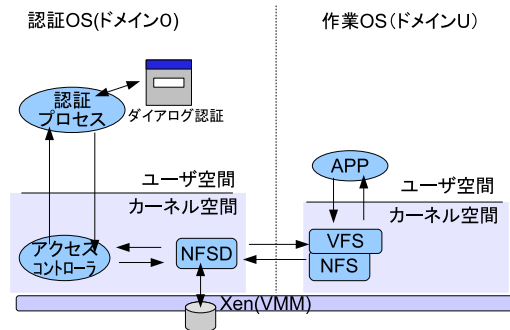 認証OS(ドメイン0)
作業OS(ドメインU)
認証
プロセス
ダイアログ認証
APP
ユーザ空間
カーネル空間
ユーザ空間
カーネル空間
アクセス
コントローラ
NFSD
VFS
NFS
Xen(VMM)